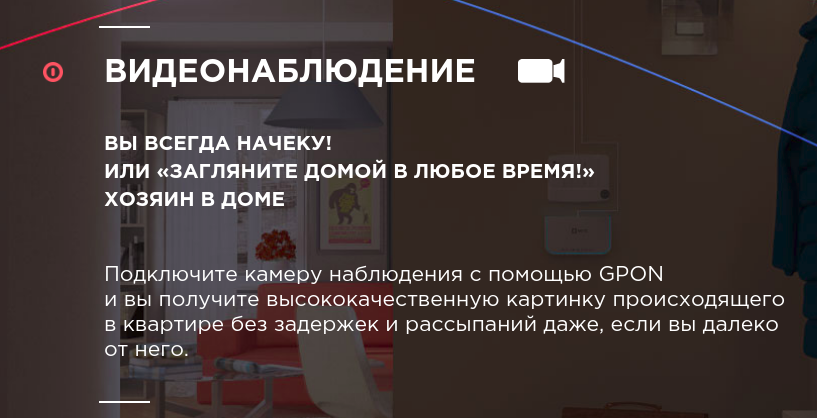 ВИДЕОНАБЛЮДЕНИЕ
ВЫ ВСЕГДА НАЧЕКУ!
ИЛИ «ЗАГЛЯНИТЕ ДОМОЙ В ЛЮБОЕ ВРЕМЯ!»
ХОЗЯИН В ДОМЕ
Подключите камеру наблюдения с помощью GPON
и вы получите высококачественную картинку происходящего
в квартире без задержек и рассыпаний даже, если вы далеко
от него.